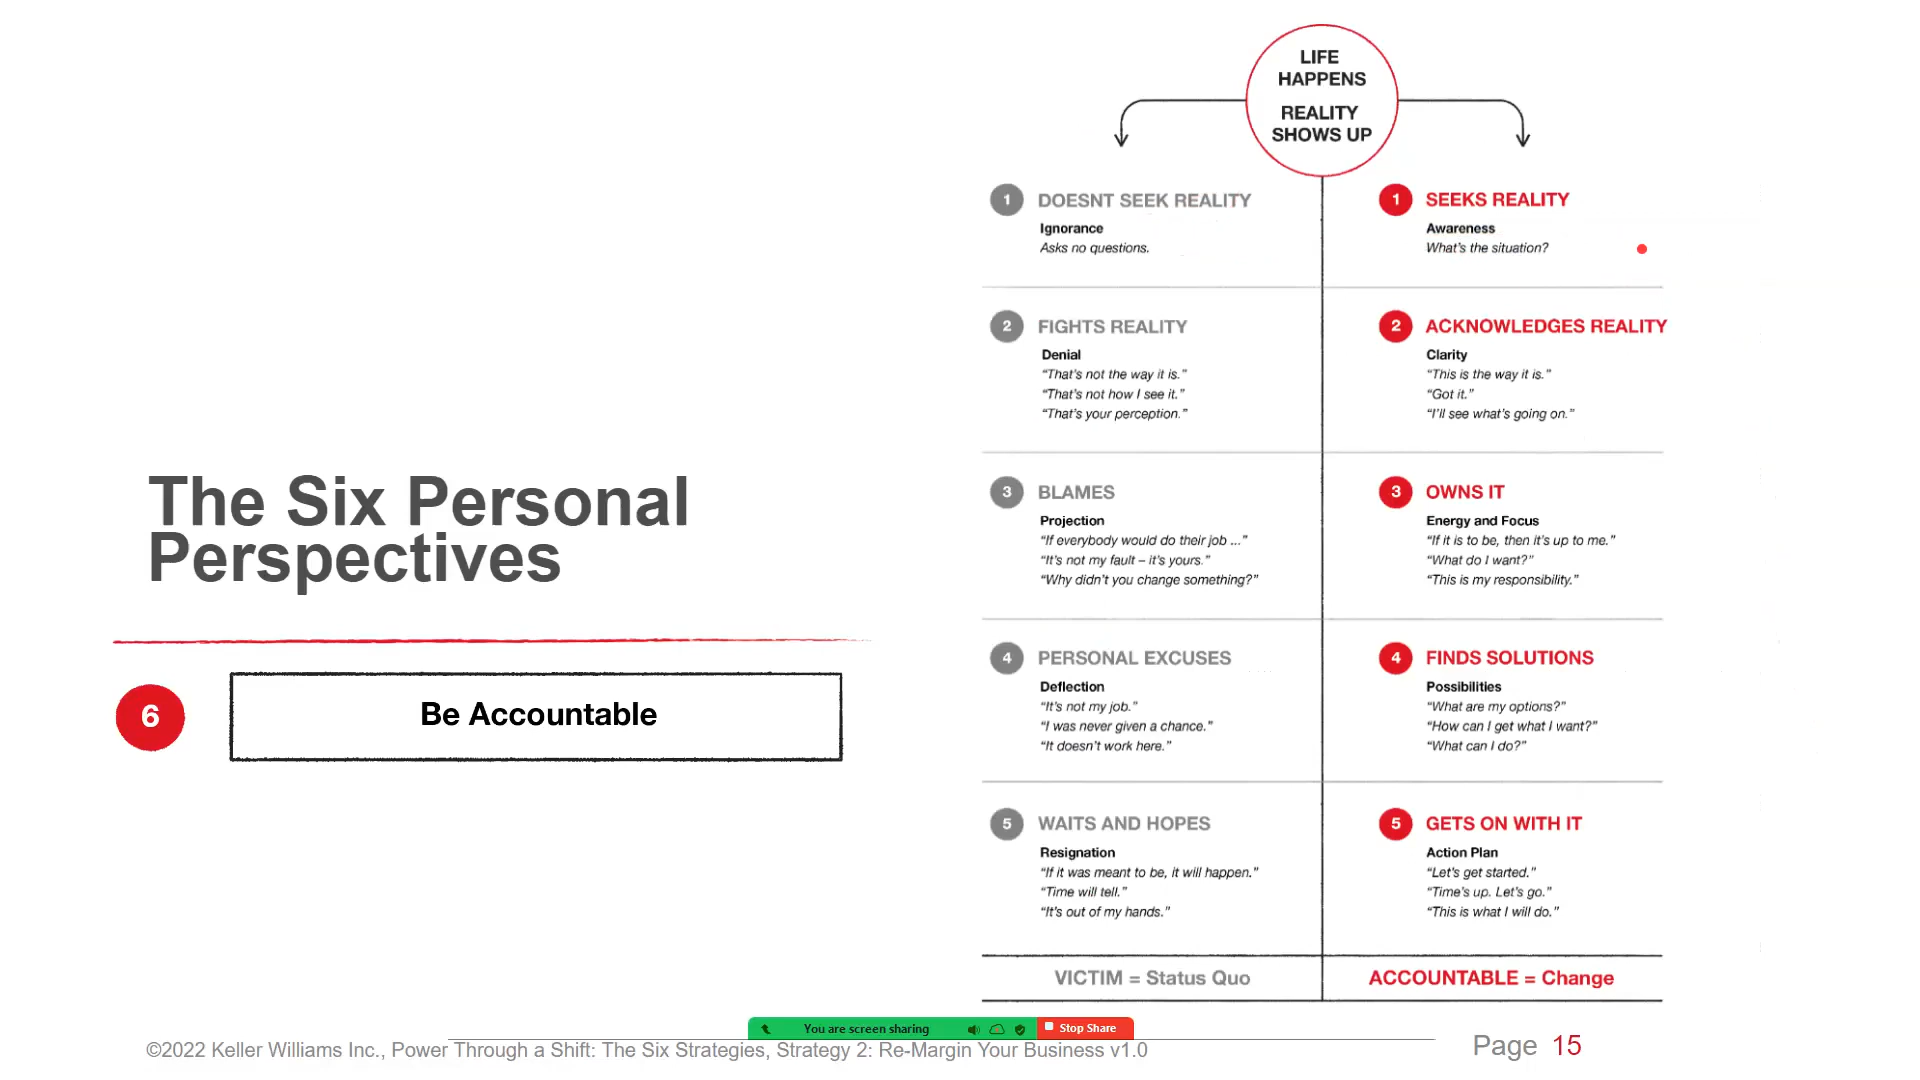 The Six Personal
Perspectives
6
Be Accountable
LIFE
HAPPENS
REALITY
SHOWS UP
1
DOESNT SEEK REALITY
Ignorance
Asks no questions.
2
FIGHTS REALITY
Denial
“That’s not the way it is.”
“That’s not how I see it.”
“That’s your perception.”
3
BLAMES
Projection
“If everybody would do their job ...”
“It’s not my fault – it’s yours.”
“Why didn’t you change something?”
4
PERSONAL EXCUSES
Deflection
“It’s not my job.”
“I was never given a chance.”
“It doesn’t work here.”
5
WAITS AND HOPES
Resignation
“If it was meant to be, it will happen.”
“Time will tell.”
“It’s out of my hands.”
VICTIM = Status Quo
1
SEEKS REALITY
Awareness
What’s the situation?
2
ACKNOWLEDGES REALITY
Clarity
“This is the way it is.”
“Got it.”
“I’ll see what’s going on.”
3
OWNS IT
Energy and Focus
“If it is to be, then it’s up to me.”
“What do I want?”
“This is my responsibility.”
4
FINDS SOLUTIONS
Possibilities
“What are my options?”
“How can I get what I want?”
“What can I do?”
5
GETS ON WITH IT
Action Plan
“Let’s get started.”
“Time’s up. Let’s go.”
“This is what I will do.”
ACCOUNTABLE = Change
You are screen sharing
Stop Share
©2022 Keller Williams Inc., Power Through a Shift: The Six Strategies, Strategy 2: Re-Margin Your Business v1.0
Page 15